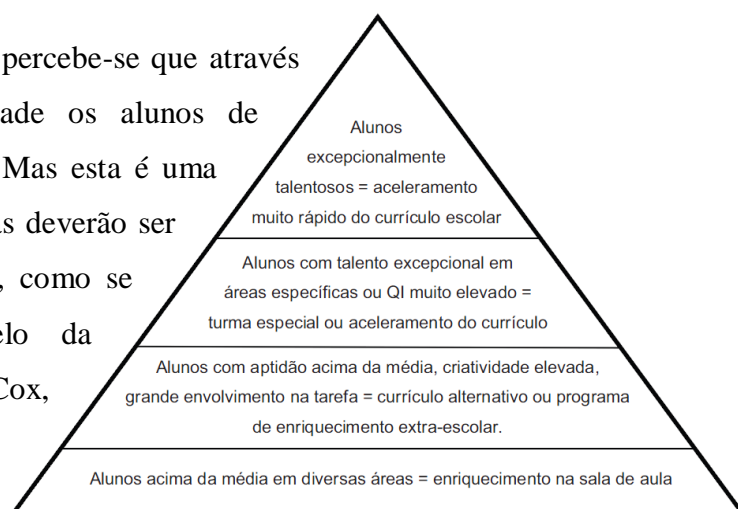 percebe-se que através
ade os alunos de
Mas esta é uma
as deverão ser
, como se
elo da
Cox,
Alunos
excepcionalmente
talentosos = aceleramento
muito rápido do currículo escolar
Alunos com talento excepcional em
áreas específicas ou QI muito elevado =
turma especial ou aceleramento do currículo
Alunos com aptidão acima da média, criatividade elevada,
grande envolvimento na tarefa = currículo alternativo ou programa
de enriquecimento extra-escolar.
Alunos acima da média em diversas áreas = enriquecimento na sala de aula